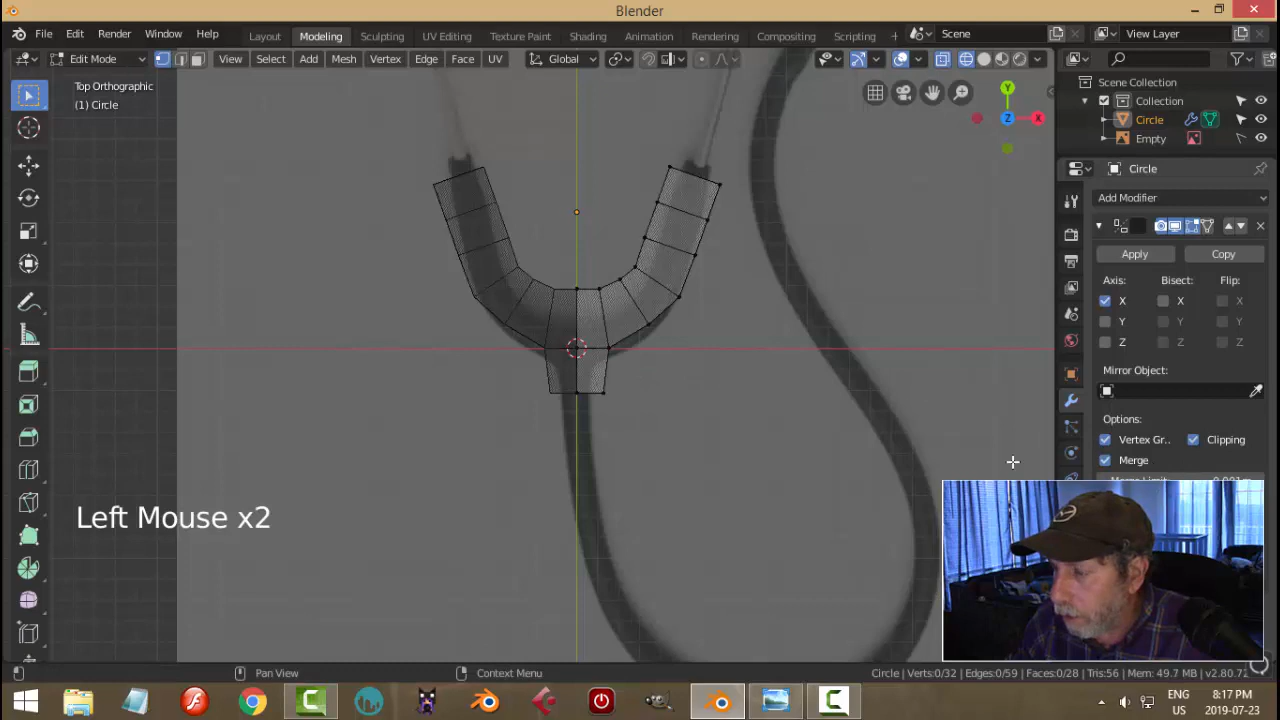 Blender
File Edit Render Window Help Layout Modeling Sculpting UV Editing Texture Paint Shading Animation Rendering Compositing Scripting + Scene View Layer
Edit Mode View Select Add Mesh Vertex Edge Face UV Global
Top Orthographic
(1) Circle
Scene Collection
Collection
Circle
Empty
Circle
Add Modifier
Apply Copy
Axis: Bisect: Flip:
X X X
Y Y Y
Z Z Z
Mirror Object:
Options:
Vertex Gr.. Clipping
Merge
Left Mouse x2
Pan View Context Menu Circle | Verts:0/32 | Edges:0/59 | Faces:0/28 | Tris:56 | Mem: 49.7 MB | v2.80.71
ENG 8:17 PM
US 2019-07-23